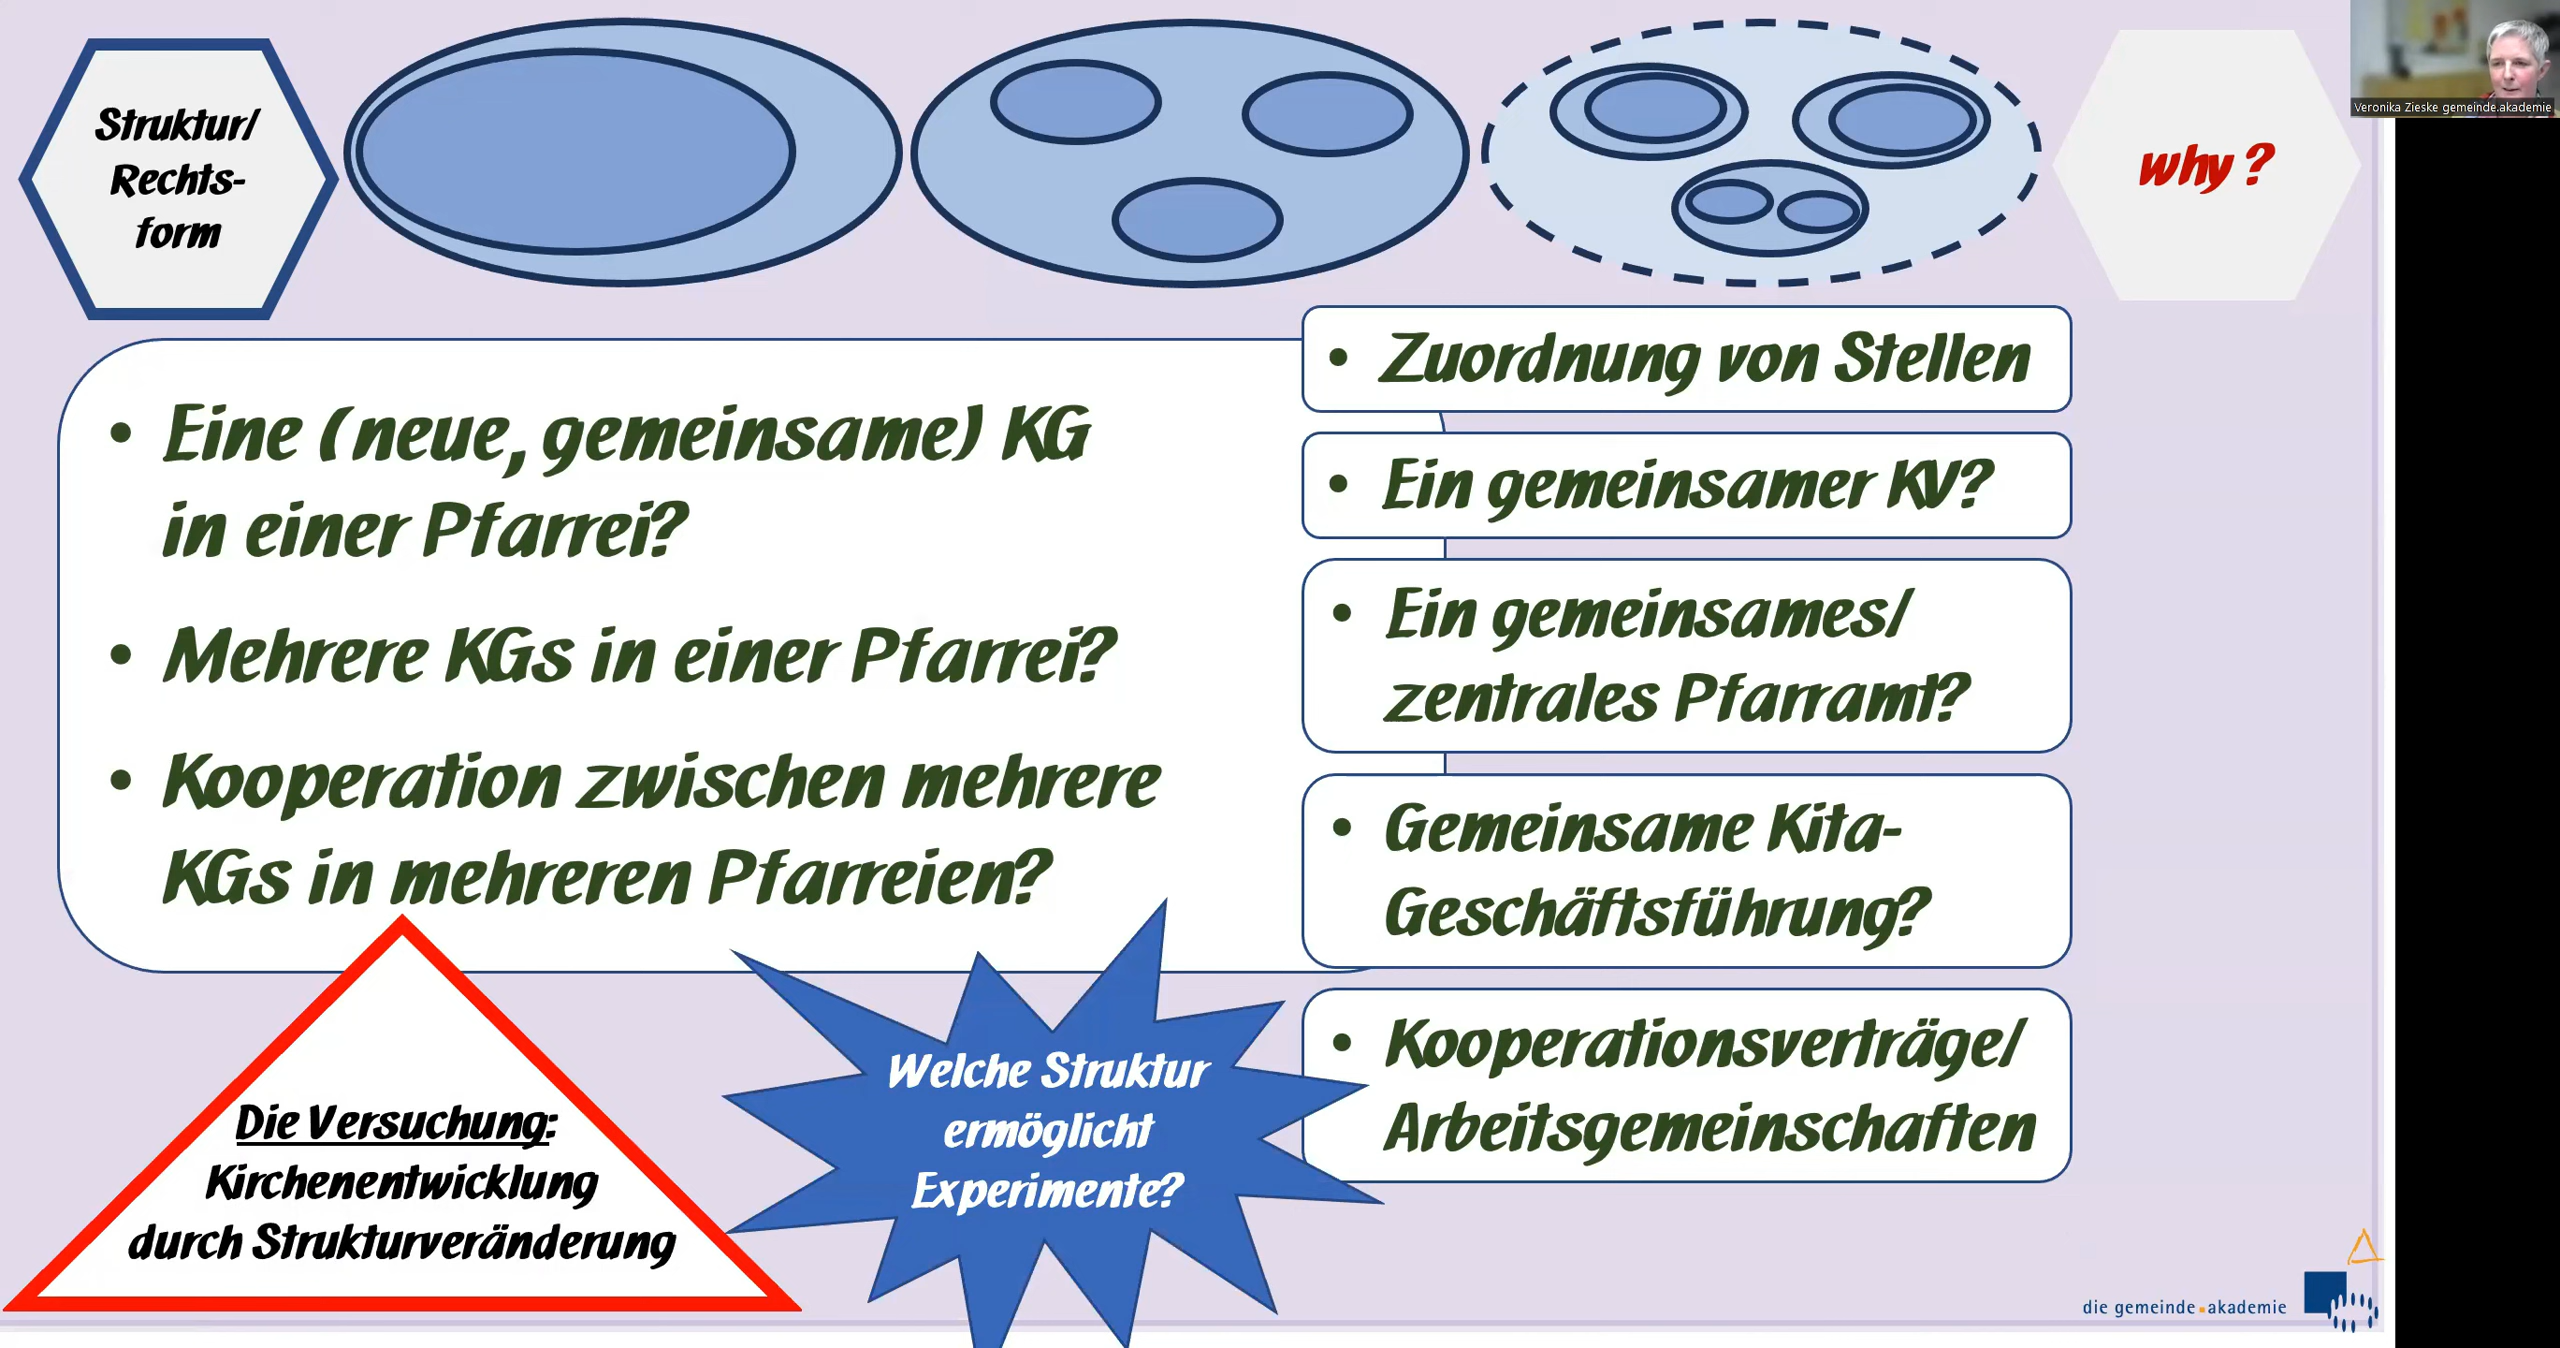 Struktur/
Rechts-
form
why ?
Veronika Zieske gemeinde.akademie
• Eine (neue, gemeinsame) KG
in einer Pfarrei?
• Mehrere KGs in einer Pfarrei?
• Kooperation zwischen mehrere
KGs in mehreren Pfarreien?
• Zuordnung von Stellen
• Ein gemeinsamer KV?
• Ein gemeinsames/
zentrales Pfarramt?
• Gemeinsame Kita-
Geschäftsführung?
• Kooperationsverträge/
Arbeitsgemeinschaften
Die Versuchung:
Kirchenentwicklung
durch Strukturveränderung
Welche Struktur
ermöglicht
Experimente?
die gemeinde.akademie